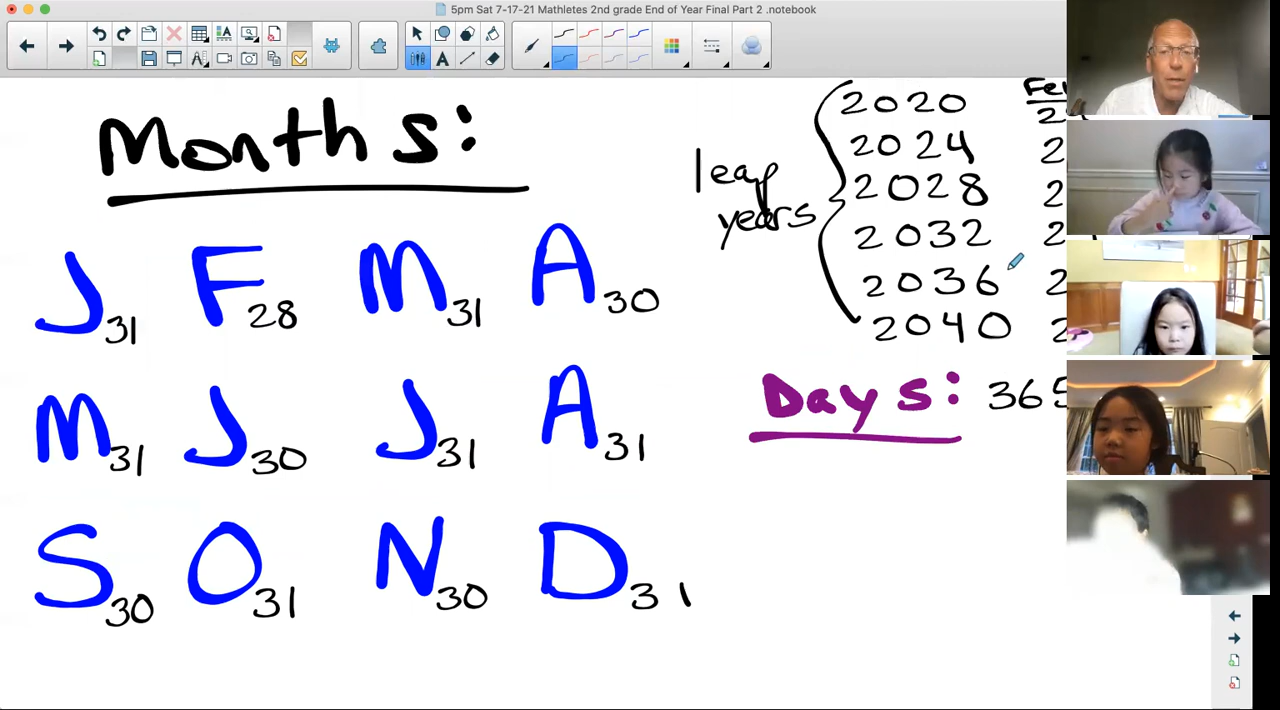 5pm Sat 7-17-21 Mathletes 2nd grade End of Year Final Part 2 .notebook
Months:
J31 F28 M31 A30
M31 J30 J31 A31
S30 O31 N30 D31
leap
years
2020
2024
2028
2032
2036
2040
Days: 365